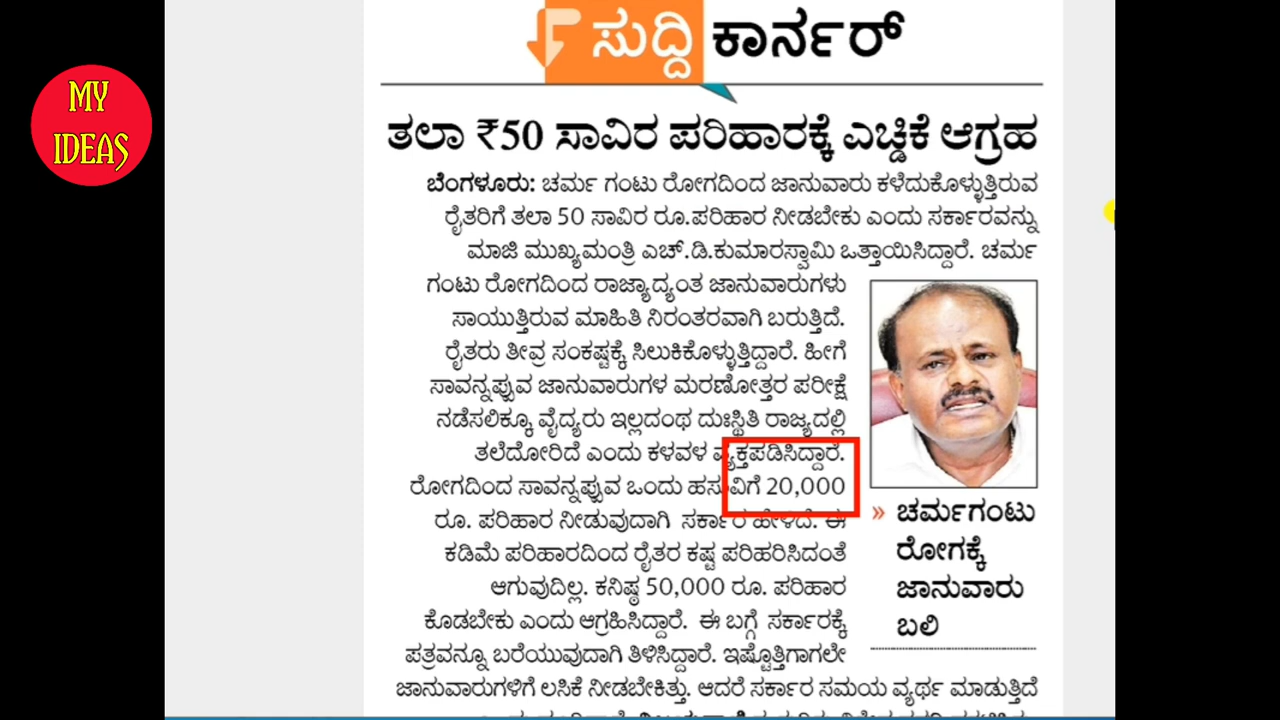 MY
IDEAS
ಸುದ್ದಿ ಕಾರ್ನರ್
ತಲಾ ₹50 ಸಾವಿರ ಪರಿಹಾರಕ್ಕೆ ಎಚ್ಡಿಕೆ ಆಗ್ರಹ
ಬೆಂಗಳೂರು: ಚರ್ಮ ಗಂಟು ರೋಗದಿಂದ ಜಾನುವಾರು ಕಳೆದುಕೊಳ್ಳುತ್ತಿರುವ
ರೈತರಿಗೆ ತಲಾ 50 ಸಾವಿರ ರೂ.ಪರಿಹಾರ ನೀಡಬೇಕು ಎಂದು ಸರ್ಕಾರವನ್ನು
ಮಾಜಿ ಮುಖ್ಯಮಂತ್ರಿ ಎಚ್.ಡಿ.ಕುಮಾರಸ್ವಾಮಿ ಒತ್ತಾಯಿಸಿದ್ದಾರೆ. ಚರ್ಮ
ಗಂಟು ರೋಗದಿಂದ ರಾಜ್ಯಾದ್ಯಂತ ಜಾನುವಾರುಗಳು
ಸಾಯುತ್ತಿರುವ ಮಾಹಿತಿ ನಿರಂತರವಾಗಿ ಬರುತ್ತಿದೆ.
ರೈತರು ತೀವ್ರ ಸಂಕಷ್ಟಕ್ಕೆ ಸಿಲುಕಿಕೊಳ್ಳುತ್ತಿದ್ದಾರೆ. ಹೀಗೆ
ಸಾವನ್ನಪ್ಪುವ ಜಾನುವಾರುಗಳ ಮರಣೋತ್ತರ ಪರೀಕ್ಷೆ
ನಡೆಸಲಿಕ್ಕೂ ವೈದ್ಯರು ಇಲ್ಲದಂಥ ದುಃಸ್ಥಿತಿ ರಾಜ್ಯದಲ್ಲಿ
ತಲೆದೋರಿದೆ ಎಂದು ಕಳವಳ ವ್ಯಕ್ತಪಡಿಸಿದ್ದಾರೆ.
ರೋಗದಿಂದ ಸಾವನ್ನಪ್ಪುವ ಒಂದು ಹಸುವಿಗೆ 20,000
ರೂ. ಪರಿಹಾರ ನೀಡುವುದಾಗಿ ಸರ್ಕಾರ ಹೇಳಿದೆ. ಈ
ಕಡಿಮೆ ಪರಿಹಾರದಿಂದ ರೈತರ ಕಷ್ಟ ಪರಿಹರಿಸಿದಂತೆ
ಆಗುವುದಿಲ್ಲ. ಕನಿಷ್ಠ 50,000 ರೂ. ಪರಿಹಾರ
ಕೊಡಬೇಕು ಎಂದು ಆಗ್ರಹಿಸಿದ್ದಾರೆ. ಈ ಬಗ್ಗೆ ಸರ್ಕಾರಕ್ಕೆ
ಪತ್ರವನ್ನೂ ಬರೆಯುವುದಾಗಿ ತಿಳಿಸಿದ್ದಾರೆ. ಇಷ್ಟೊತ್ತಿಗಾಗಲೇ
ಜಾನುವಾರುಗಳಿಗೆ ಲಸಿಕೆ ನೀಡಬೇಕಿತ್ತು. ಆದರೆ ಸರ್ಕಾರ ಸಮಯ ವ್ಯರ್ಥ ಮಾಡುತ್ತಿದೆ
» ಚರ್ಮಗಂಟು
ರೋಗಕ್ಕೆ
ಜಾನುವಾರು
ಬಲಿ